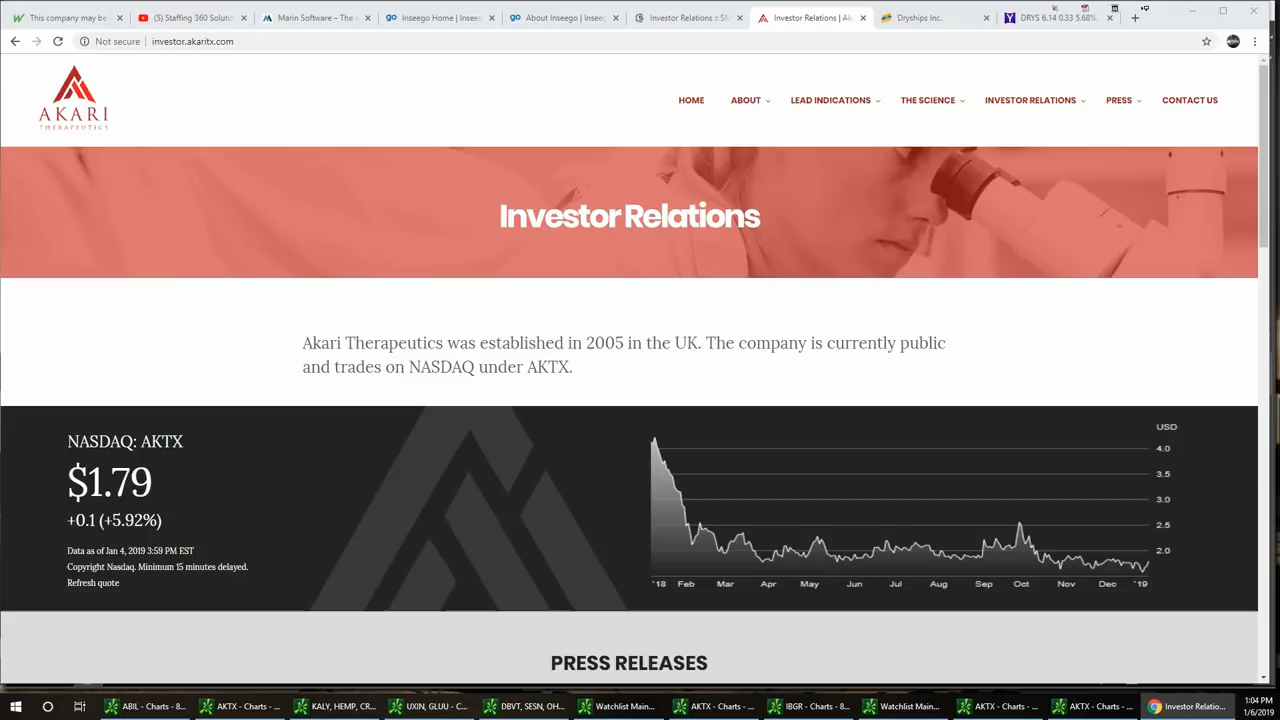 This company may be
(5) Staffing 360 Soluti
Marin Software – The
Inseego Home | Inseeg
About Inseego | Inseeg
Investor Relations :: S
Investor Relations | Ak
Dryships Inc.
DRYS 6.14 0.33 5.68%
Not secure | investor.akaritx.com
AKARI
THERAPEUTICS
HOME ABOUT LEAD INDICATIONS THE SCIENCE INVESTOR RELATIONS PRESS CONTACT US
Investor Relations
Akari Therapeutics was established in 2005 in the UK. The company is currently public
and trades on NASDAQ under AKTX.
NASDAQ: AKTX
$1.79
+0.1 (+5.92%)
Data as of Jan 4, 2019 3:59 PM EST
Copyright Nasdaq. Minimum 15 minutes delayed.
Refresh quote
USD
4.0
3.5
3.0
2.5
2.0
'18 Feb Mar Apr May Jun Jul Aug Sep Oct Nov Dec '19
PRESS RELEASES
ABIL - Charts - 8...
AKTX - Charts - ...
KALY, HEMP, CR...
UXIN, GLUU - C...
DBVT, SESN, OH...
Watchlist Main...
AKTX - Charts - ...
IBGR - Charts - 8...
Watchlist Main...
AKTX - Charts - ...
AKTX - Charts - ...
Investor Relatio...
1:04 PM
1/6/2019